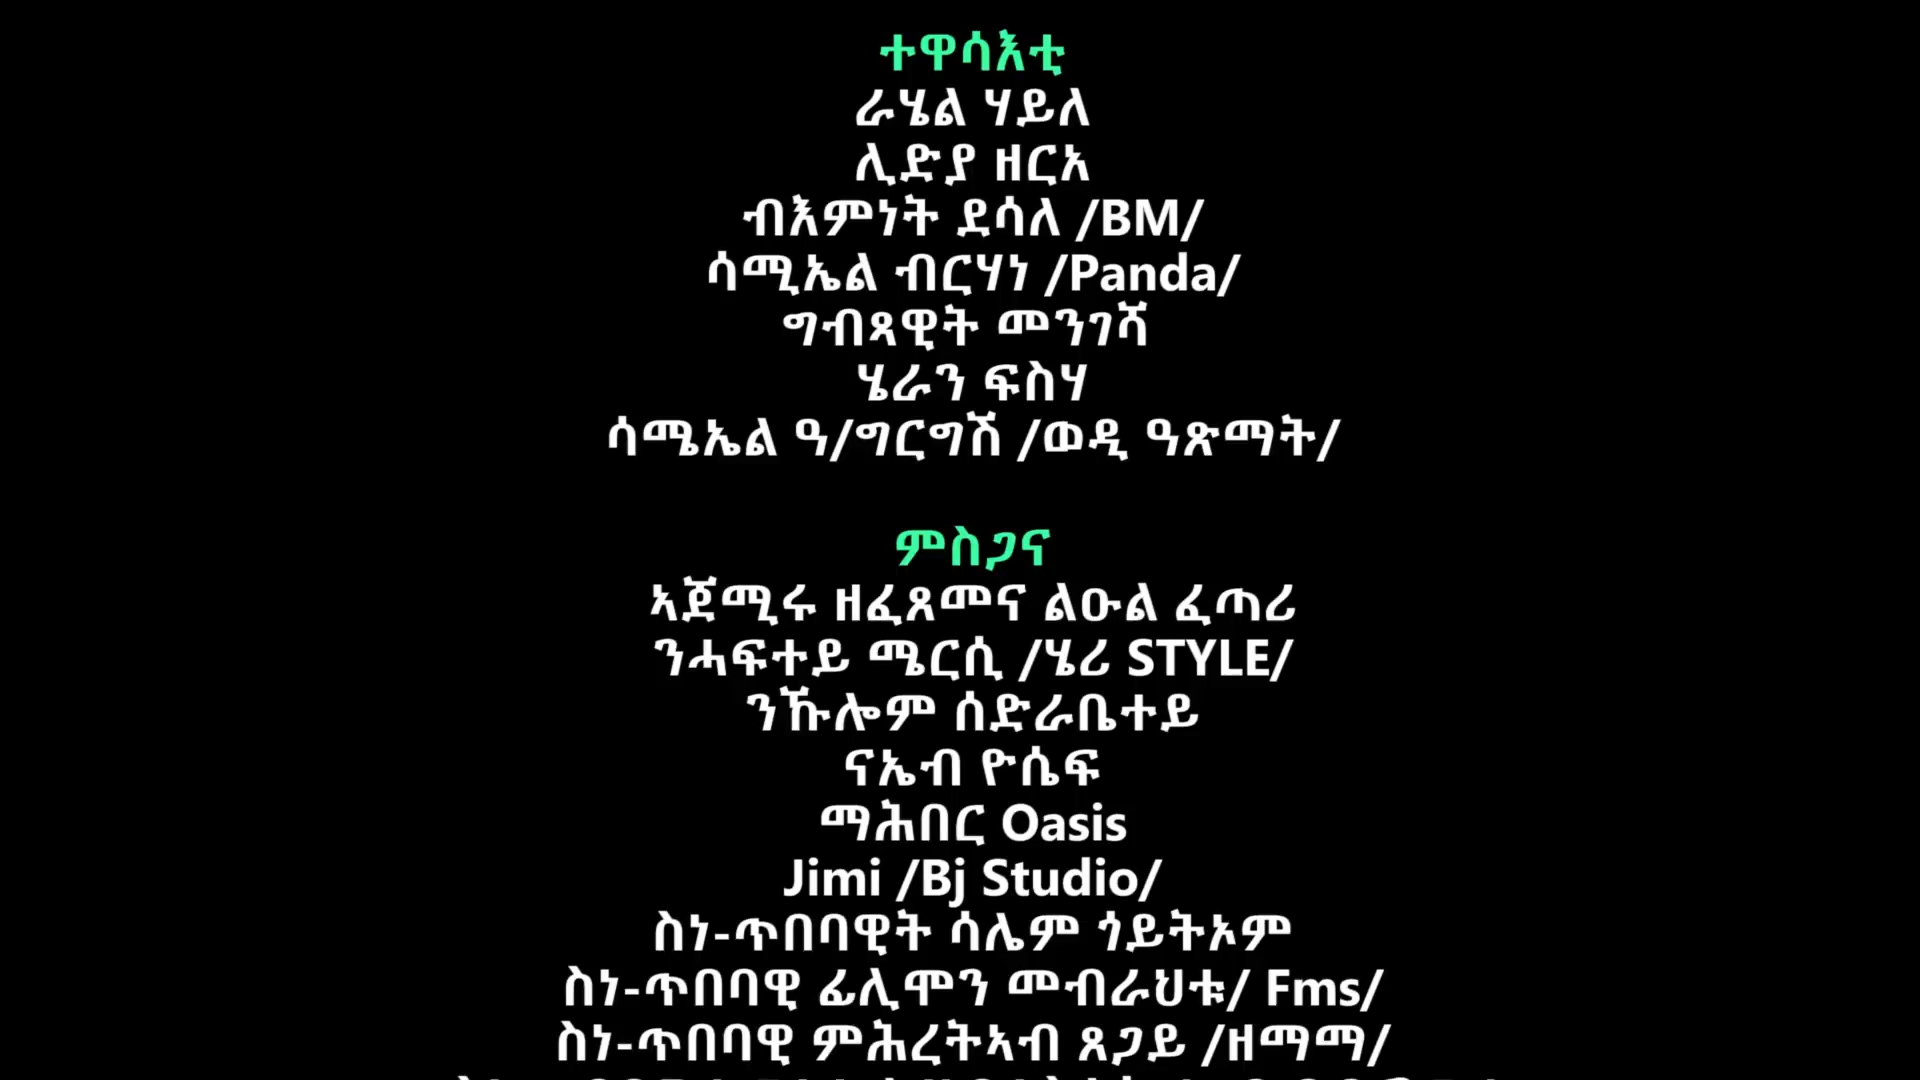 ተዋሳእቲ
ራሄል ሃይለ
ሊድያ ዘርአ
ብእምነት ደሳለ /BM/
ሳሚኤል ብርሃነ /Panda/
ግብጻዊት መንገሻ
ሄራን ፍስሃ
ሳሜኤል ዓ/ግርግሽ /ወዲ ዓጽማት/
ምስጋና
ኣጀሚሩ ዘፈጸመና ልዑል ፈጣሪ
ንሓፍተይ ሜርሲ /ሄሪ STYLE/
ንኹሎም ሰድራቤተይ
ናኤብ ዮሴፍ
ማሕበር Oasis
Jimi /Bj Studio/
ስነ-ጥበባዊት ሳሌም ጎይትኦም
ስነ-ጥበባዊ ፊሊሞን መብራህቱ/ Fms/
ስነ-ጥበባዊ ምሕረትኣብ ጸጋይ /ዘማማ/